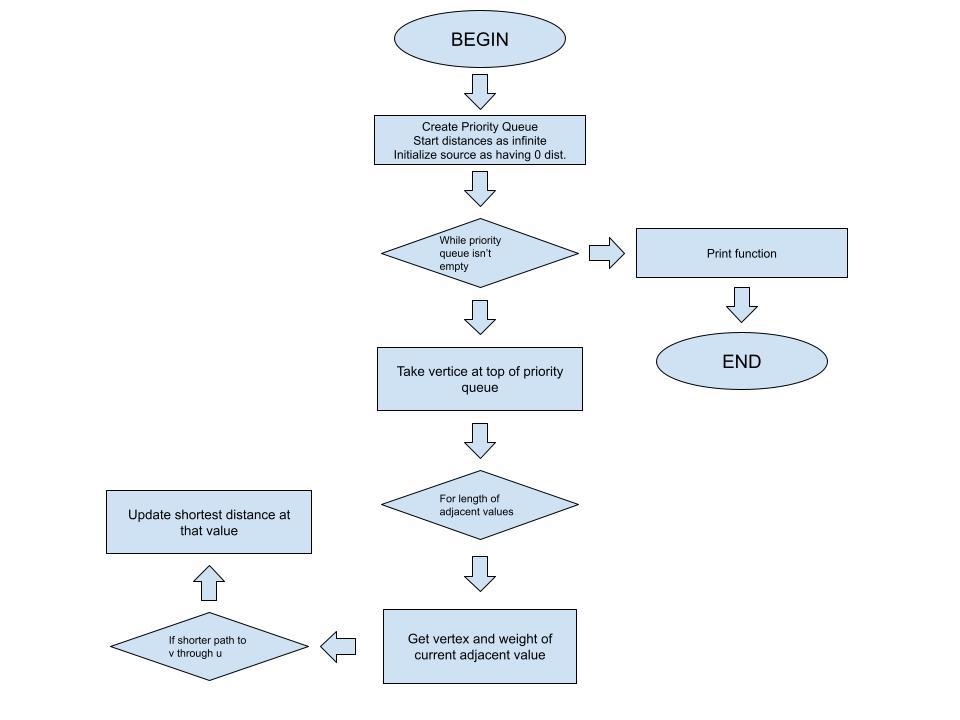 BEGIN
Create Priority Queue
Start distances as infinite
Initialize source as having 0 dist.
While priority
queue isn't
empty
Print function
END
Take vertice at top of priority
queue
For length of
adjacent values
Update shortest distance at
that value
Get vertex and weight of
current adjacent value
If shorter path to
v through u